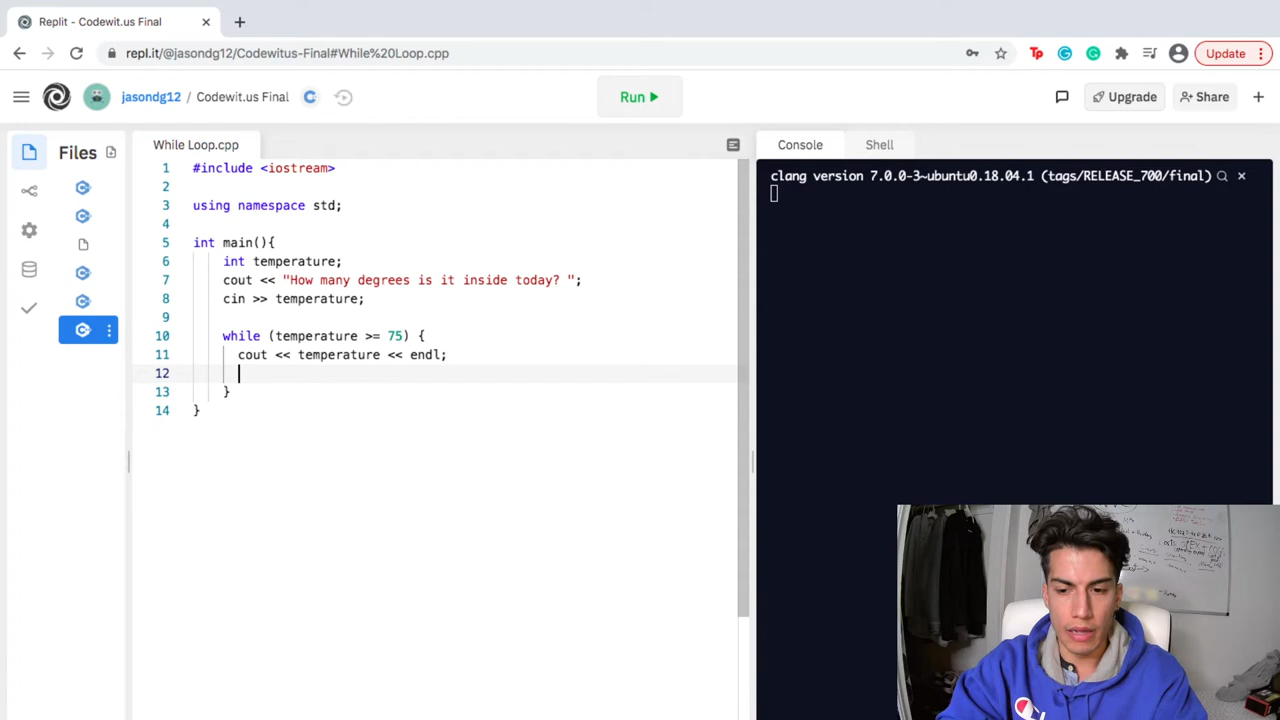 Replit - Codewit.us Final
repl.it/@jasondg12/Codewitus-Final#While%20Loop.cpp
Update
jasondg12 / Codewit.us Final
Run
Upgrade
Share
Files
While Loop.cpp
Console
Shell
1 #include <iostream>
2
3 using namespace std;
4
5 int main(){
6 int temperature;
7 cout << "How many degrees is it inside today? ";
8 cin >> temperature;
9
10 while (temperature >= 75) {
11 cout << temperature << endl;
12
13 }
14 }
clang version 7.0.0-3~ubuntu0.18.04.1 (tags/RELEASE_700/final)